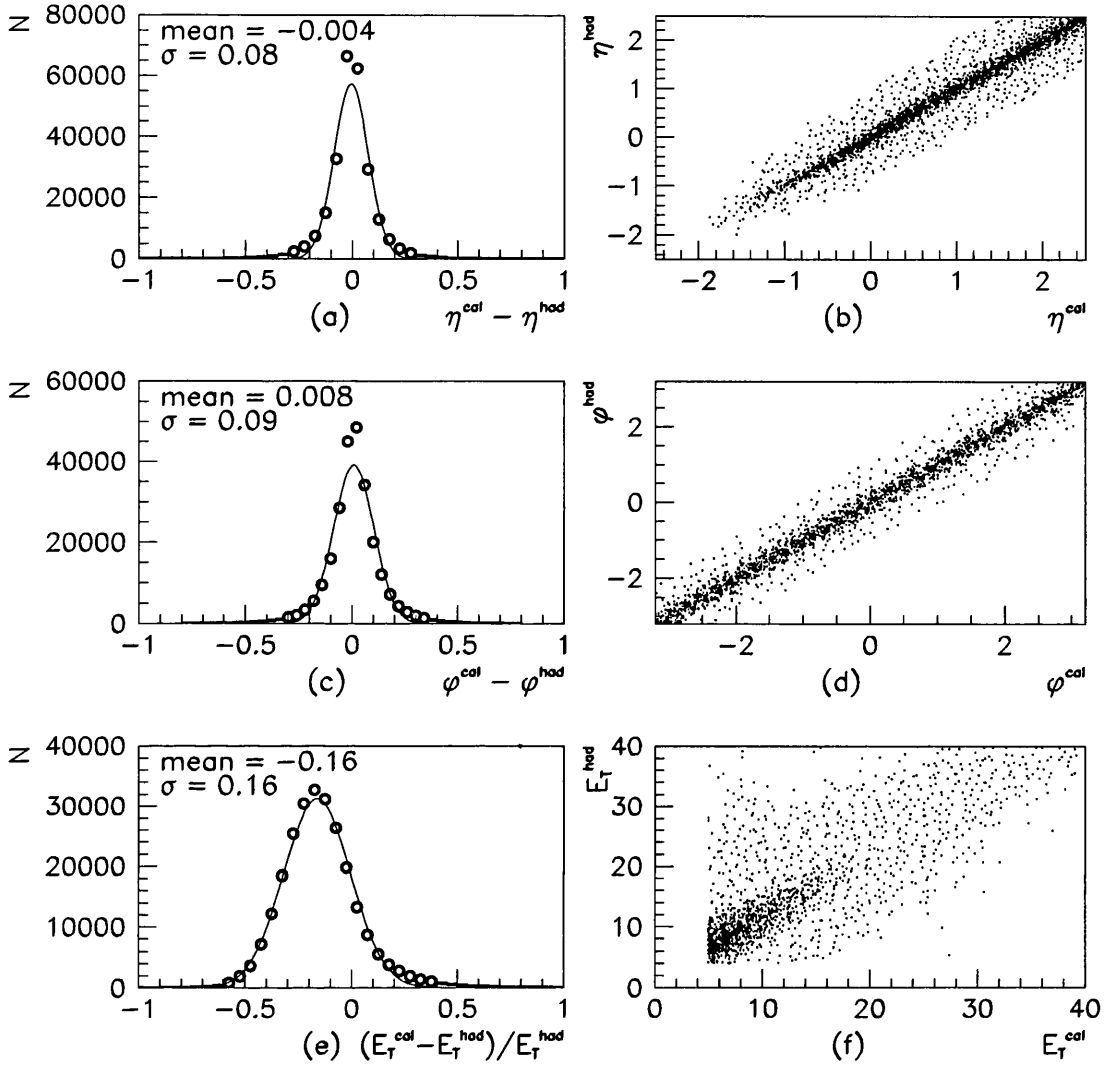 N
80000
60000
40000
20000
0
mean = −0.004
σ = 0.08
−1 −0.5 0 0.5 1
(a) η^cal − η^had
η^had
2
1
0
−1
−2
−2 −1 0 1 2
(b) η^cal
N
60000
40000
20000
0
mean = 0.008
σ = 0.09
−1 −0.5 0 0.5 1
(c) φ^cal − φ^had
φ^had
2
0
−2
−2 0 2
(d) φ^cal
N
40000
30000
20000
10000
0
mean = −0.16
σ = 0.16
−1 −0.5 0 0.5 1
(e) (E_T^cal−E_T^had)/E_T^had
E_T^had
40
30
20
10
0
0 10 20 30 40
(f) E_T^cal